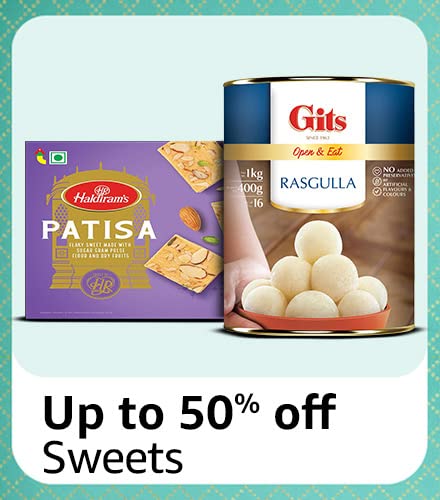 Gits
SINCE 1963
Open & Eat
1kg
400g
16
RASGULLA
NO ADDED
PRESERVATIVES
ARTIFICIAL
FLAVOURS &
COLOURS
Haldiram's
PATISA
FLAKY SWEET MADE WITH
SUGAR GRAM PULSE
FLOUR AND DRY FRUITS
HR
Up to 50% off
Sweets